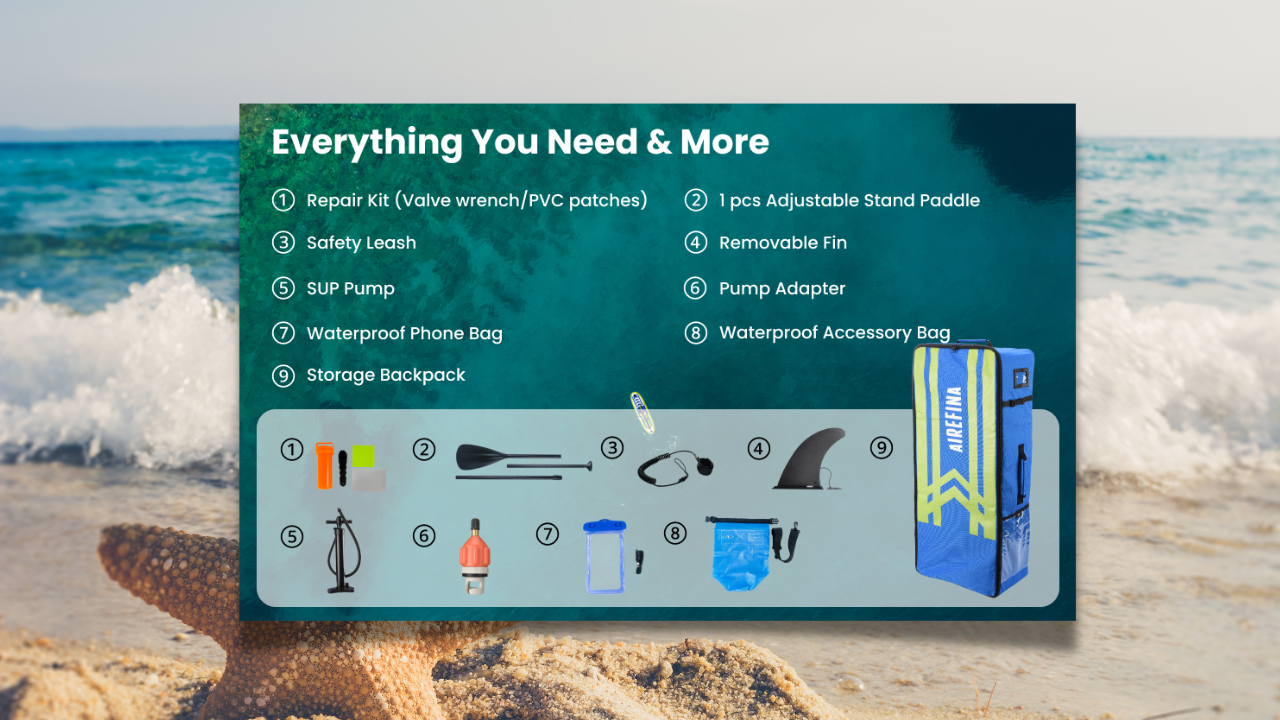 Everything You Need & More
① Repair Kit (Valve wrench/PVC patches)
② 1 pcs Adjustable Stand Paddle
③ Safety Leash
④ Removable Fin
⑤ SUP Pump
⑥ Pump Adapter
⑦ Waterproof Phone Bag
⑧ Waterproof Accessory Bag
⑨ Storage Backpack
① ② ③ ④ ⑨
AIREFINA
⑤ ⑥ ⑦ ⑧